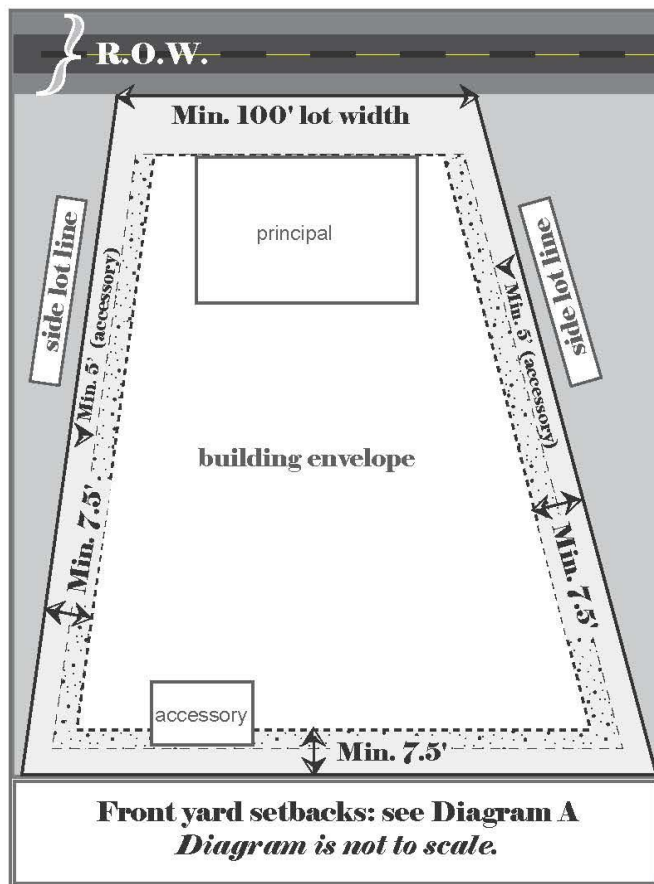 R.O.W.
Min. 100' lot width
side lot line
principal
side lot line
Min. 5' (accessory)
Min. 5' (accessory)
building envelope
Min. 7.5'
Min. 7.5'
accessory
Min. 7.5'
Front yard setbacks: see Diagram A
Diagram is not to scale.